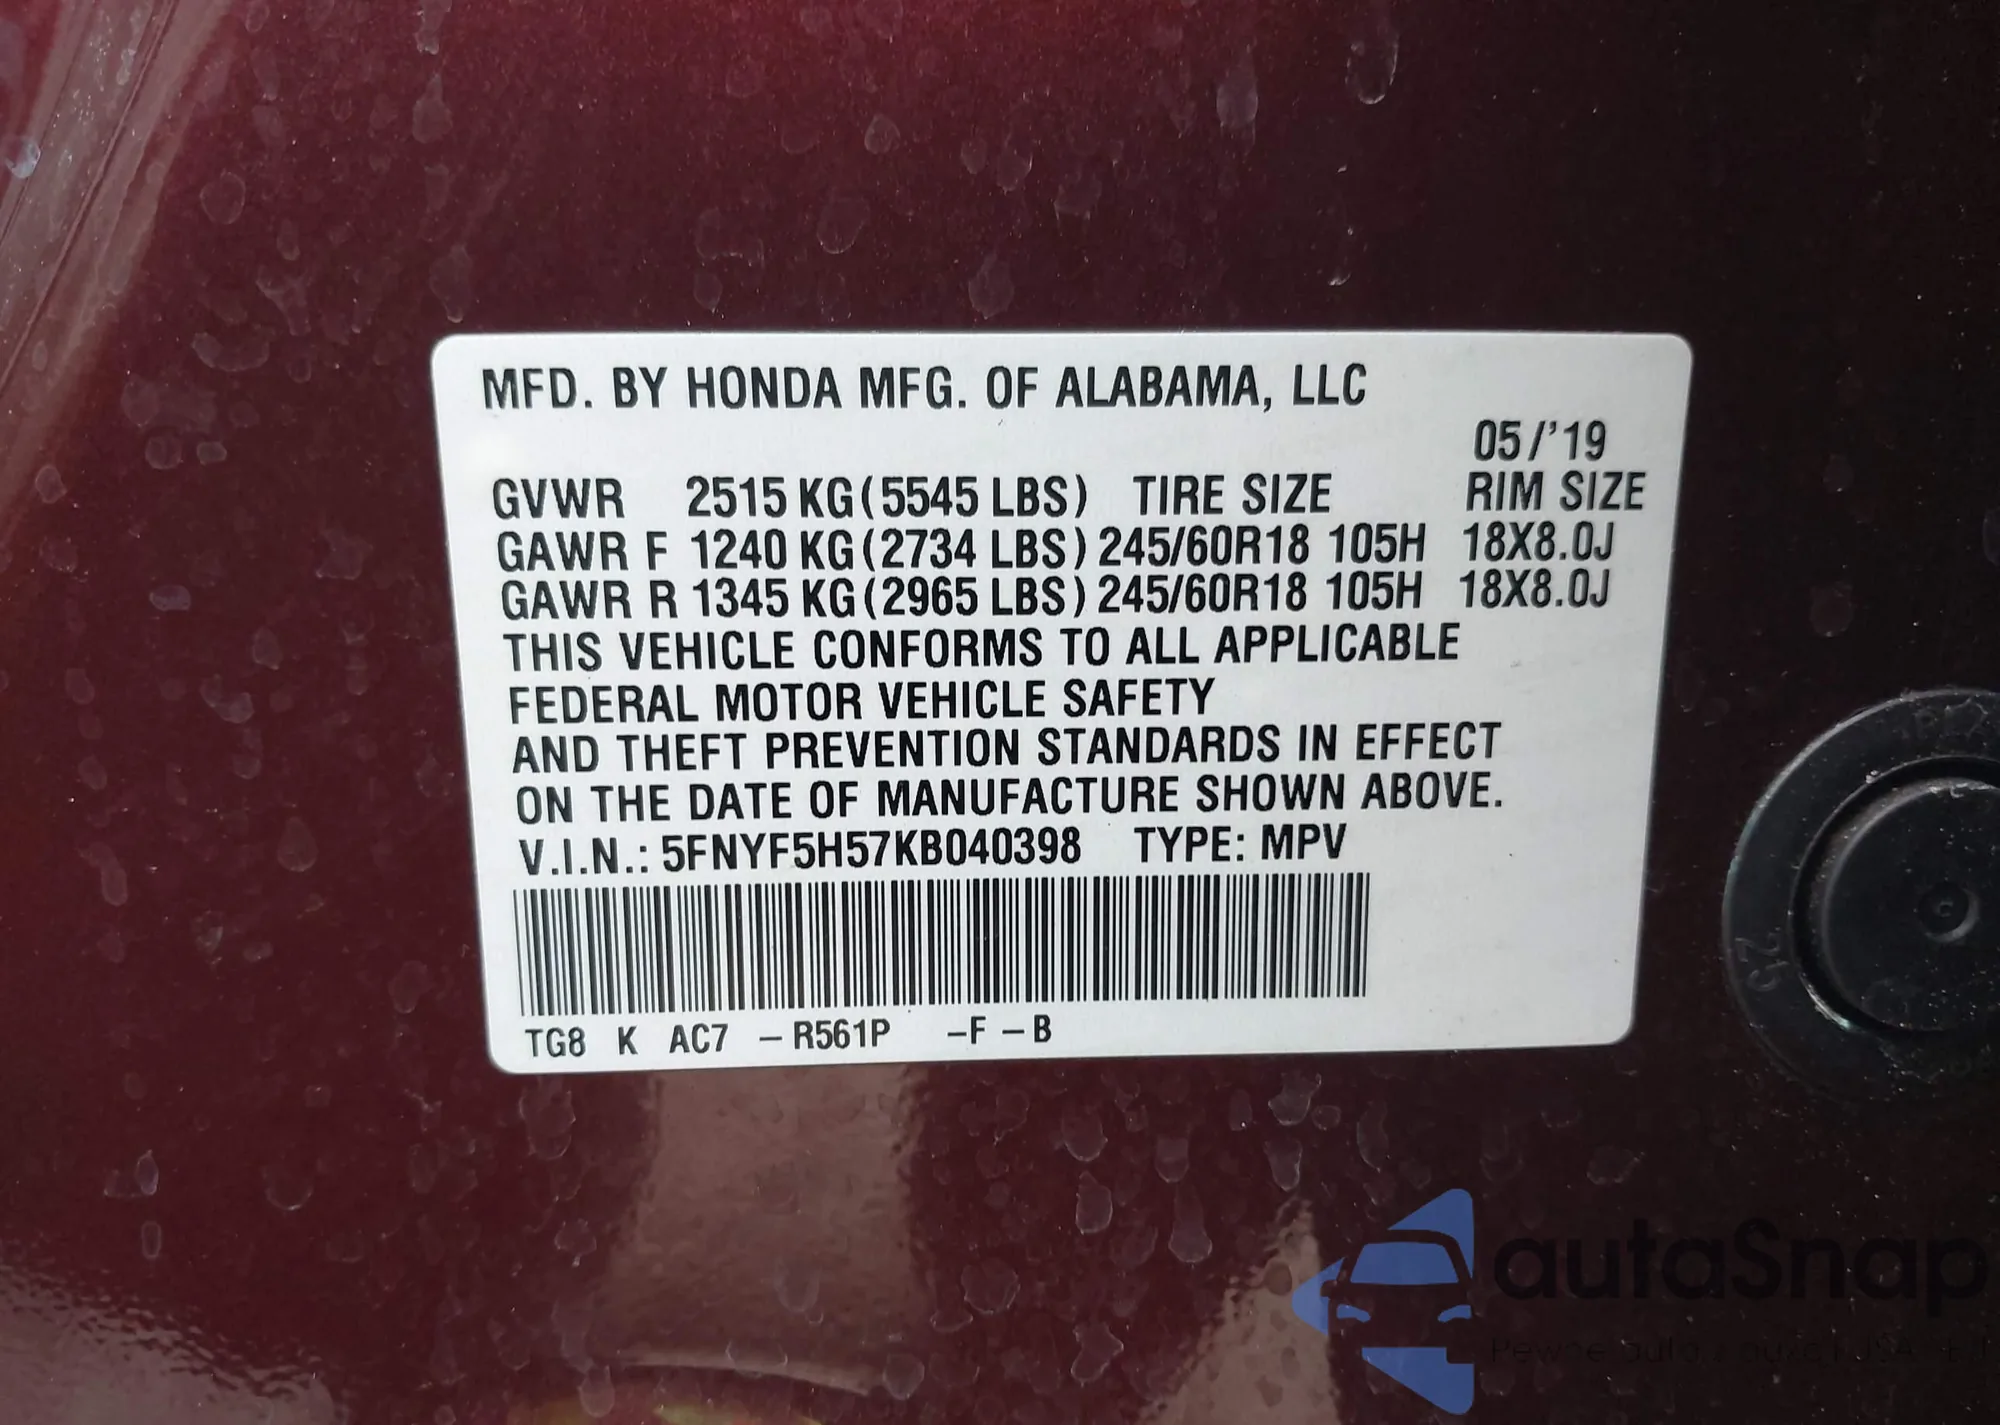 MFD. BY HONDA MFG. OF ALABAMA, LLC
05/'19
GVWR 2515 KG (5545 LBS) TIRE SIZE RIM SIZE
GAWR F 1240 KG (2734 LBS) 245/60R18 105H 18X8.0J
GAWR R 1345 KG (2965 LBS) 245/60R18 105H 18X8.0J
THIS VEHICLE CONFORMS TO ALL APPLICABLE
FEDERAL MOTOR VEHICLE SAFETY
AND THEFT PREVENTION STANDARDS IN EFFECT
ON THE DATE OF MANUFACTURE SHOWN ABOVE.
V.I.N.: 5FNYF5H57KB040398 TYPE: MPV
TG8 K AC7 – R561P –F – B
autaSnap
auta z